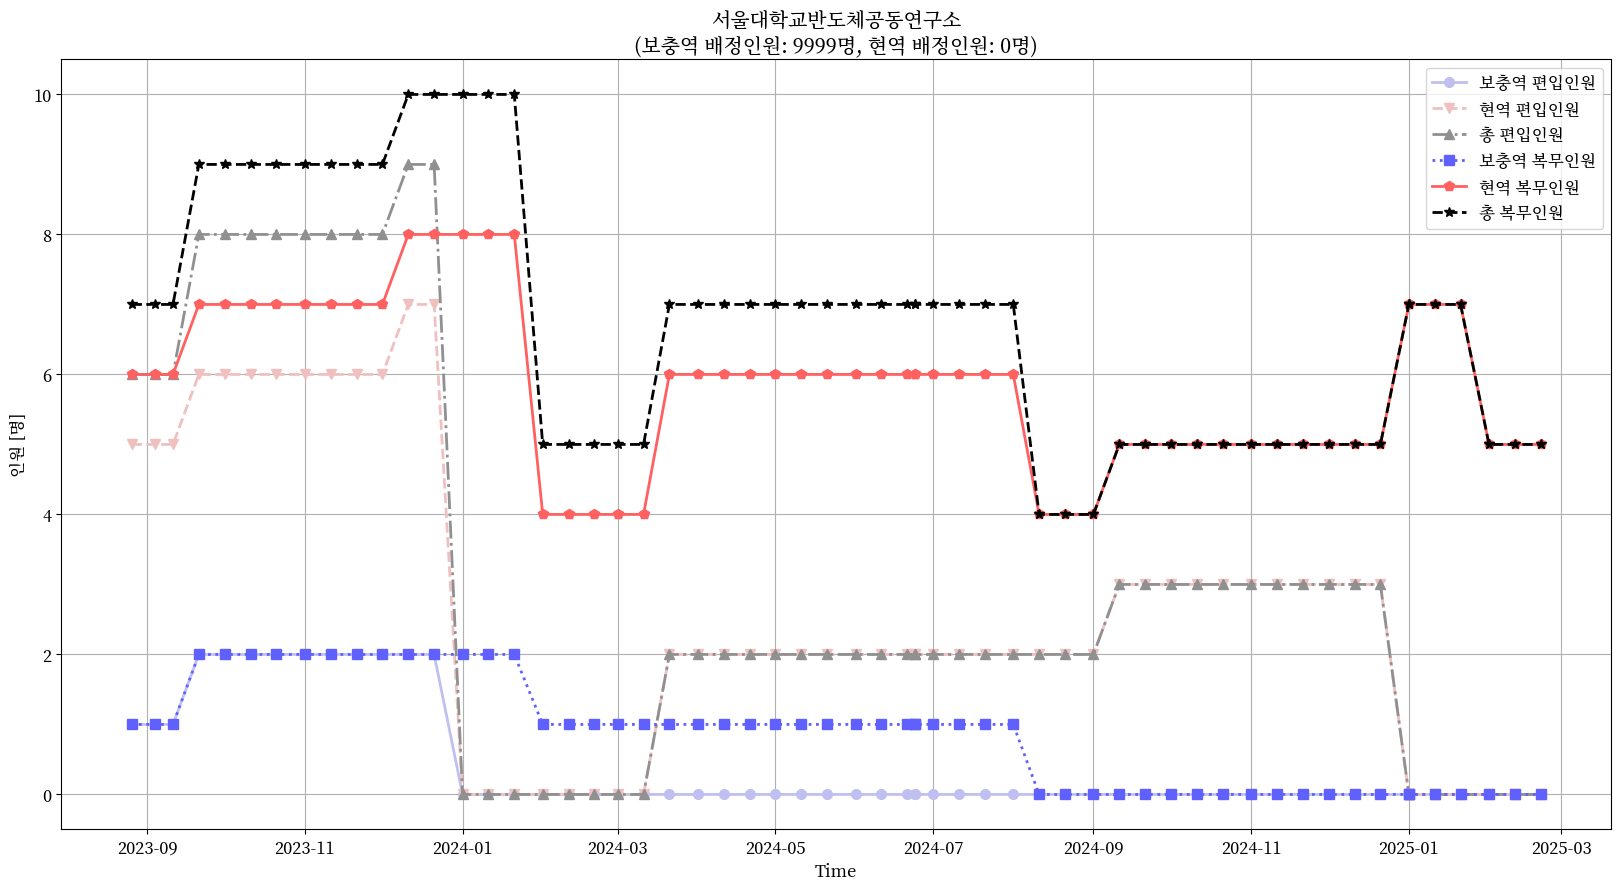 서울대학교반도체공동연구소
(보충역 배정인원: 9999명, 현역 배정인원: 0명)
보충역 편입인원
현역 편입인원
총 편입인원
보충역 복무인원
현역 복무인원
총 복무인원
인원 [명]
10
8
6
4
2
0
2023-09
2023-11
2024-01
2024-03
2024-05
2024-07
2024-09
2024-11
2025-01
2025-03
Time